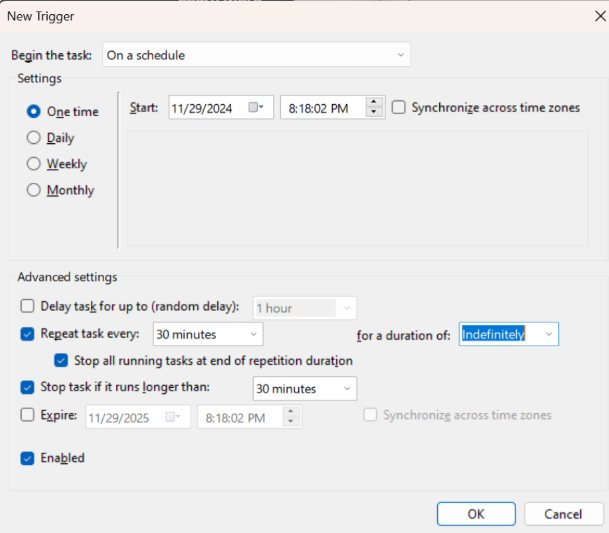 New Trigger
Begin the task: On a schedule
Settings
One time
Start: 11/29/2024 8:18:02 PM Synchronize across time zones
Daily
Weekly
Monthly
Advanced settings
Delay task for up to (random delay): 1 hour
Repeat task every: 30 minutes for a duration of: Indefinitely
Stop all running tasks at end of repetition duration
Stop task if it runs longer than: 30 minutes
Expire: 11/29/2025 8:18:02 PM Synchronize across time zones
Enabled
OK Cancel